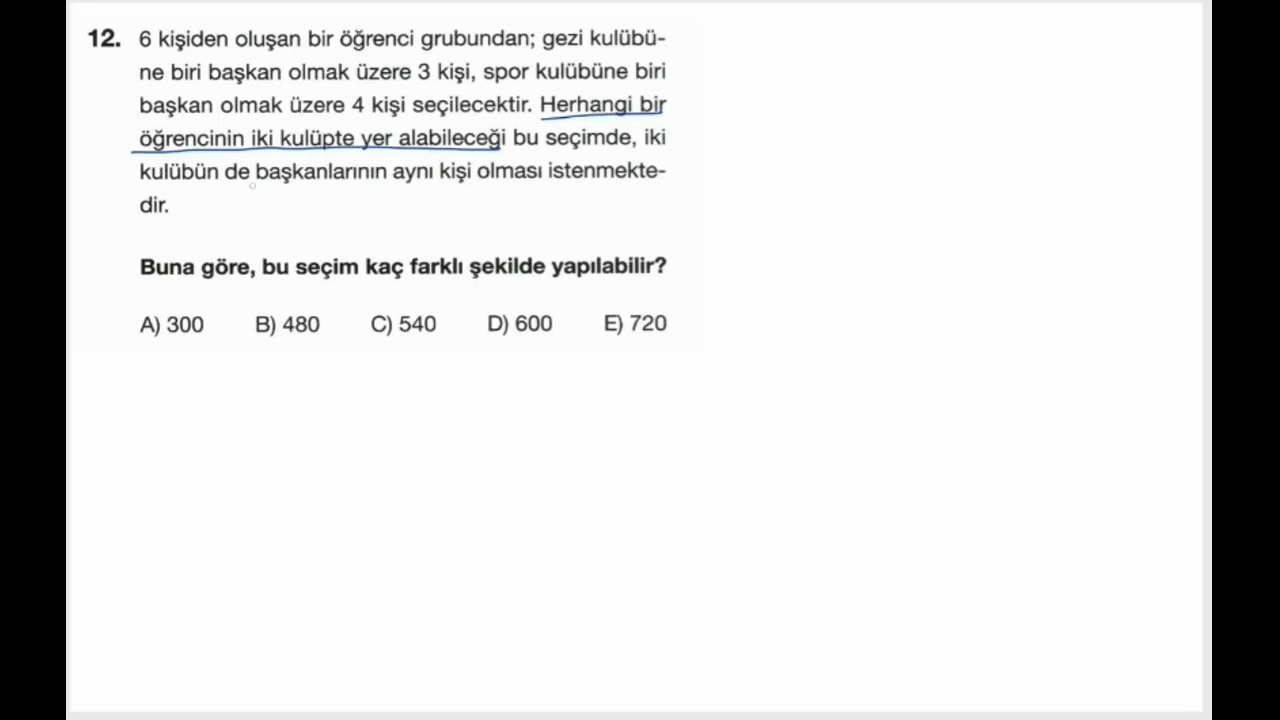 12. 6 kişiden oluşan bir öğrenci grubundan; gezi kulübü-
ne biri başkan olmak üzere 3 kişi, spor kulübüne biri
başkan olmak üzere 4 kişi seçilecektir. Herhangi bir
öğrencinin iki kulüpte yer alabileceği bu seçimde, iki
kulübün de başkanlarının aynı kişi olması istenmekte-
dir.
Buna göre, bu seçim kaç farklı şekilde yapılabilir?
A) 300 B) 480 C) 540 D) 600 E) 720